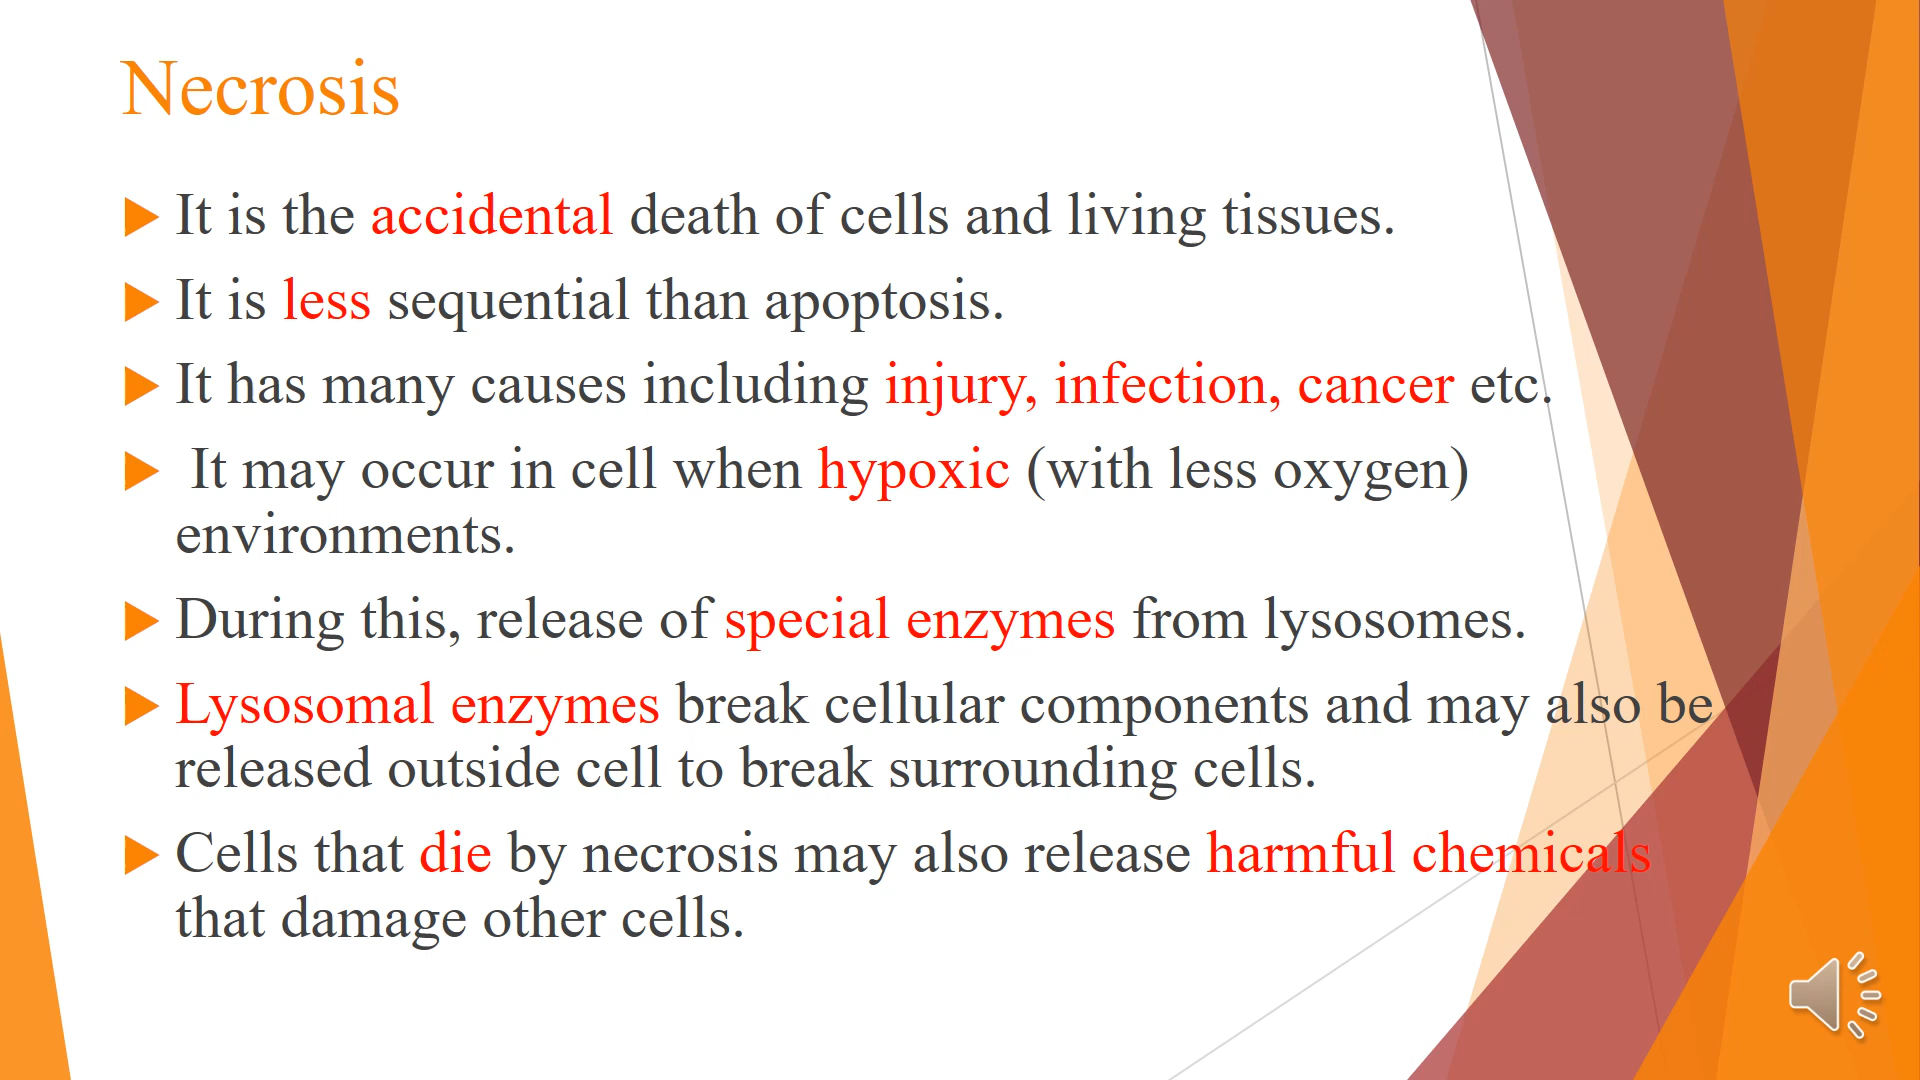 Necrosis
It is the accidental death of cells and living tissues.
It is less sequential than apoptosis.
It has many causes including injury, infection, cancer etc.
It may occur in cell when hypoxic (with less oxygen)
environments.
During this, release of special enzymes from lysosomes.
Lysosomal enzymes break cellular components and may also be
released outside cell to break surrounding cells.
Cells that die by necrosis may also release harmful chemicals
that damage other cells.